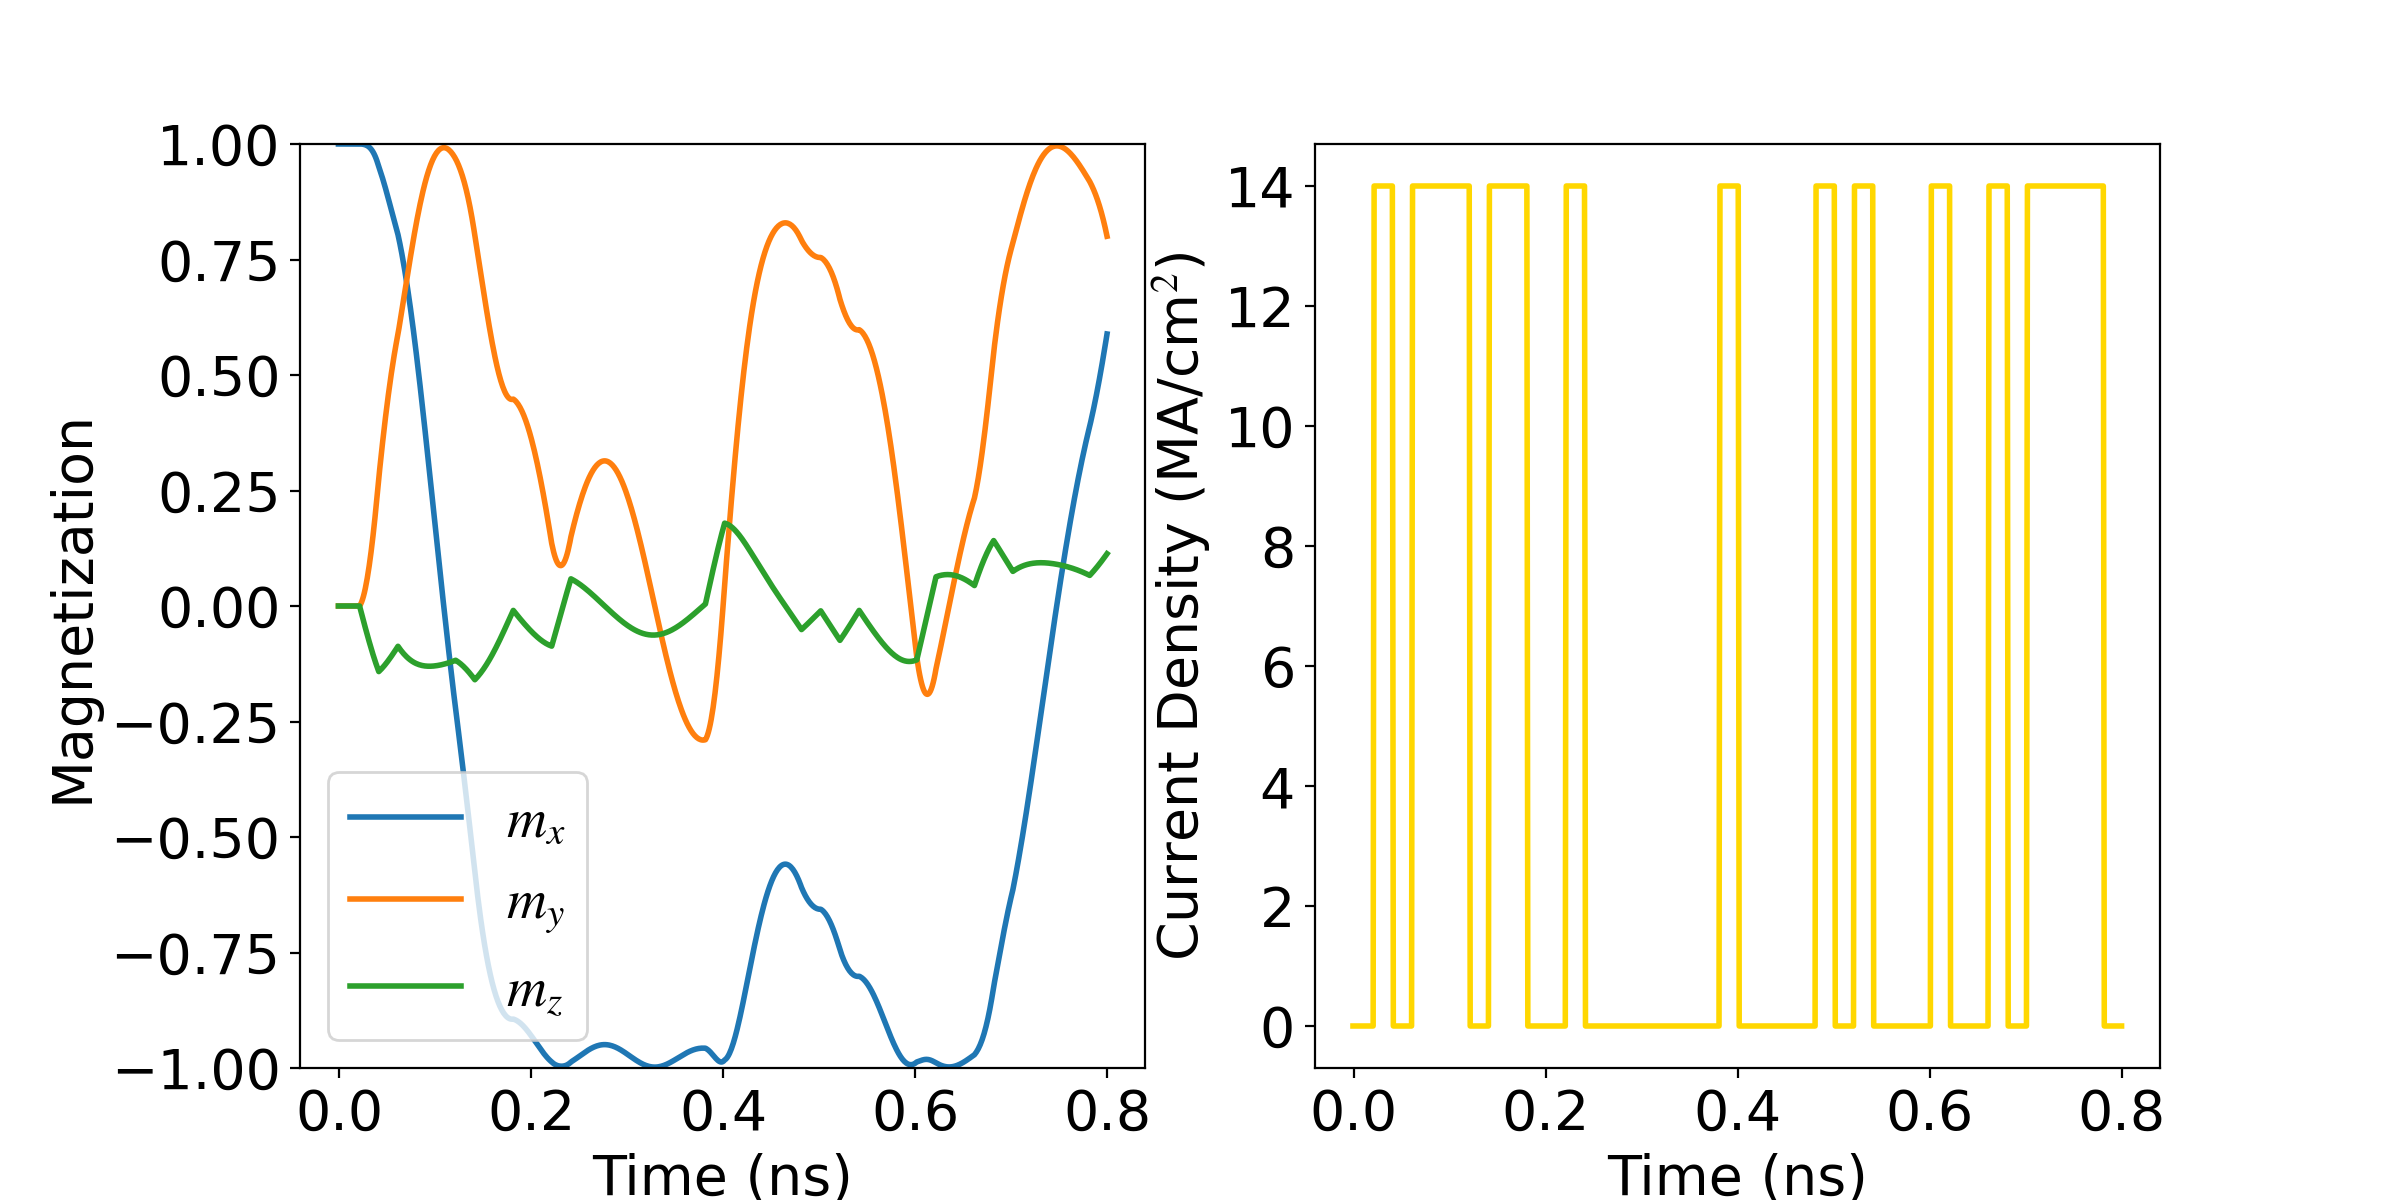 1.00
0.75
0.50
0.25
0.00
−0.25
−0.50
−0.75
−1.00
Magnetization
m_x
m_y
m_z
0.0 0.2 0.4 0.6 0.8
Time (ns)
14
12
10
8
6
4
2
0
Current Density (MA/cm²)
0.0 0.2 0.4 0.6 0.8
Time (ns)